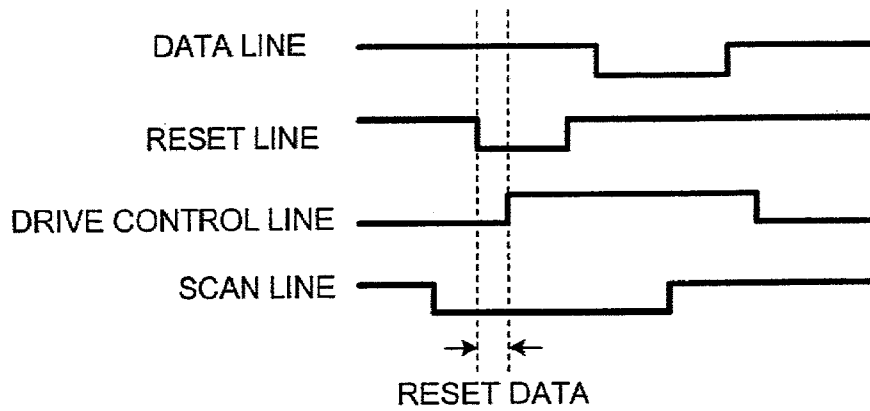 DATA LINE
RESET LINE
DRIVE CONTROL LINE
SCAN LINE
RESET DATA